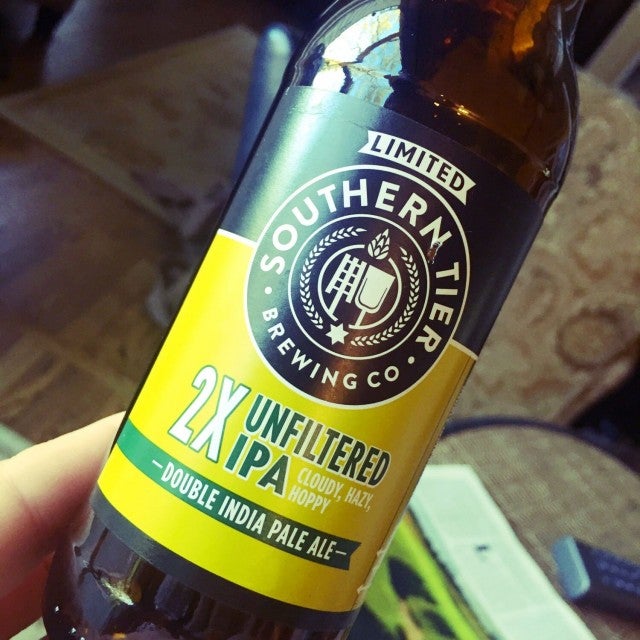 LIMITED
SOUTHERN TIER
BREWING CO
2X UNFILTERED
IPA CLOUDY, HAZY,
HOPPY
—DOUBLE INDIA PALE ALE—